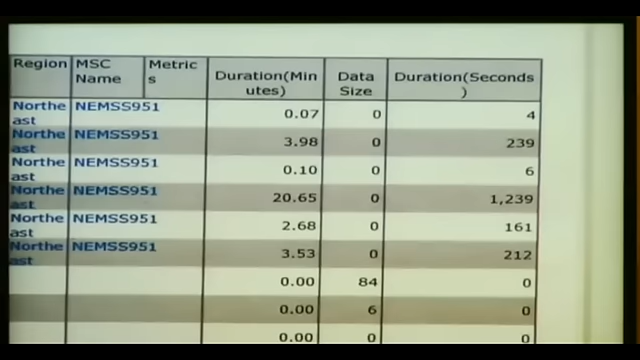 Region MSC Name Metrics Duration(Minutes) Data Size Duration(Seconds)
Northeast NEMSS951 0.07 0 4
Northeast NEMSS951 3.98 0 239
Northeast NEMSS951 0.10 0 6
Northeast NEMSS951 20.65 0 1,239
Northeast NEMSS951 2.68 0 161
Northeast NEMSS951 3.53 0 212
0.00 84 0
0.00 6 0
0.00 0 0